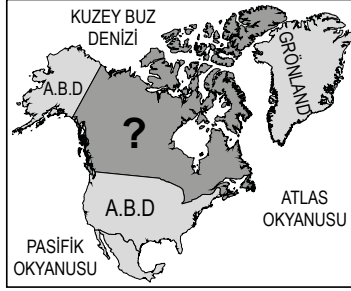 KUZEY BUZ
DENİZİ
GRÖNLAND
A.B.D
?
A.B.D
ATLAS
OKYANUSU
PASİFİK
OKYANUSU